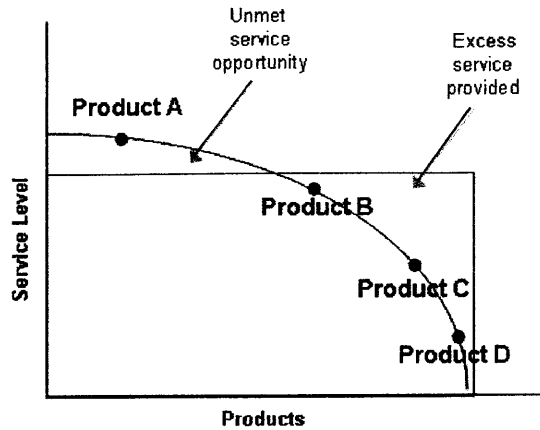 Unmet
service
opportunity
Excess
service
provided
Product A
Product B
Product C
Product D
Service Level
Products